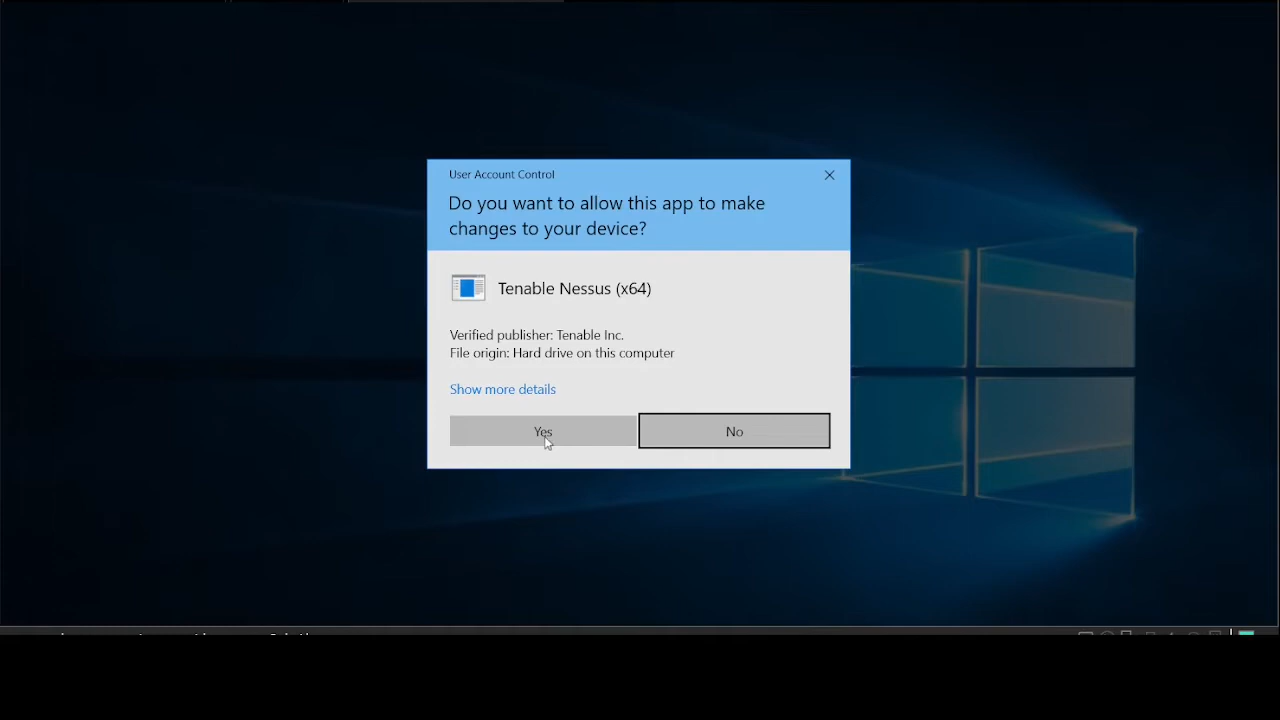 User Account Control
Do you want to allow this app to make
changes to your device?
Tenable Nessus (x64)
Verified publisher: Tenable Inc.
File origin: Hard drive on this computer
Show more details
Yes
No